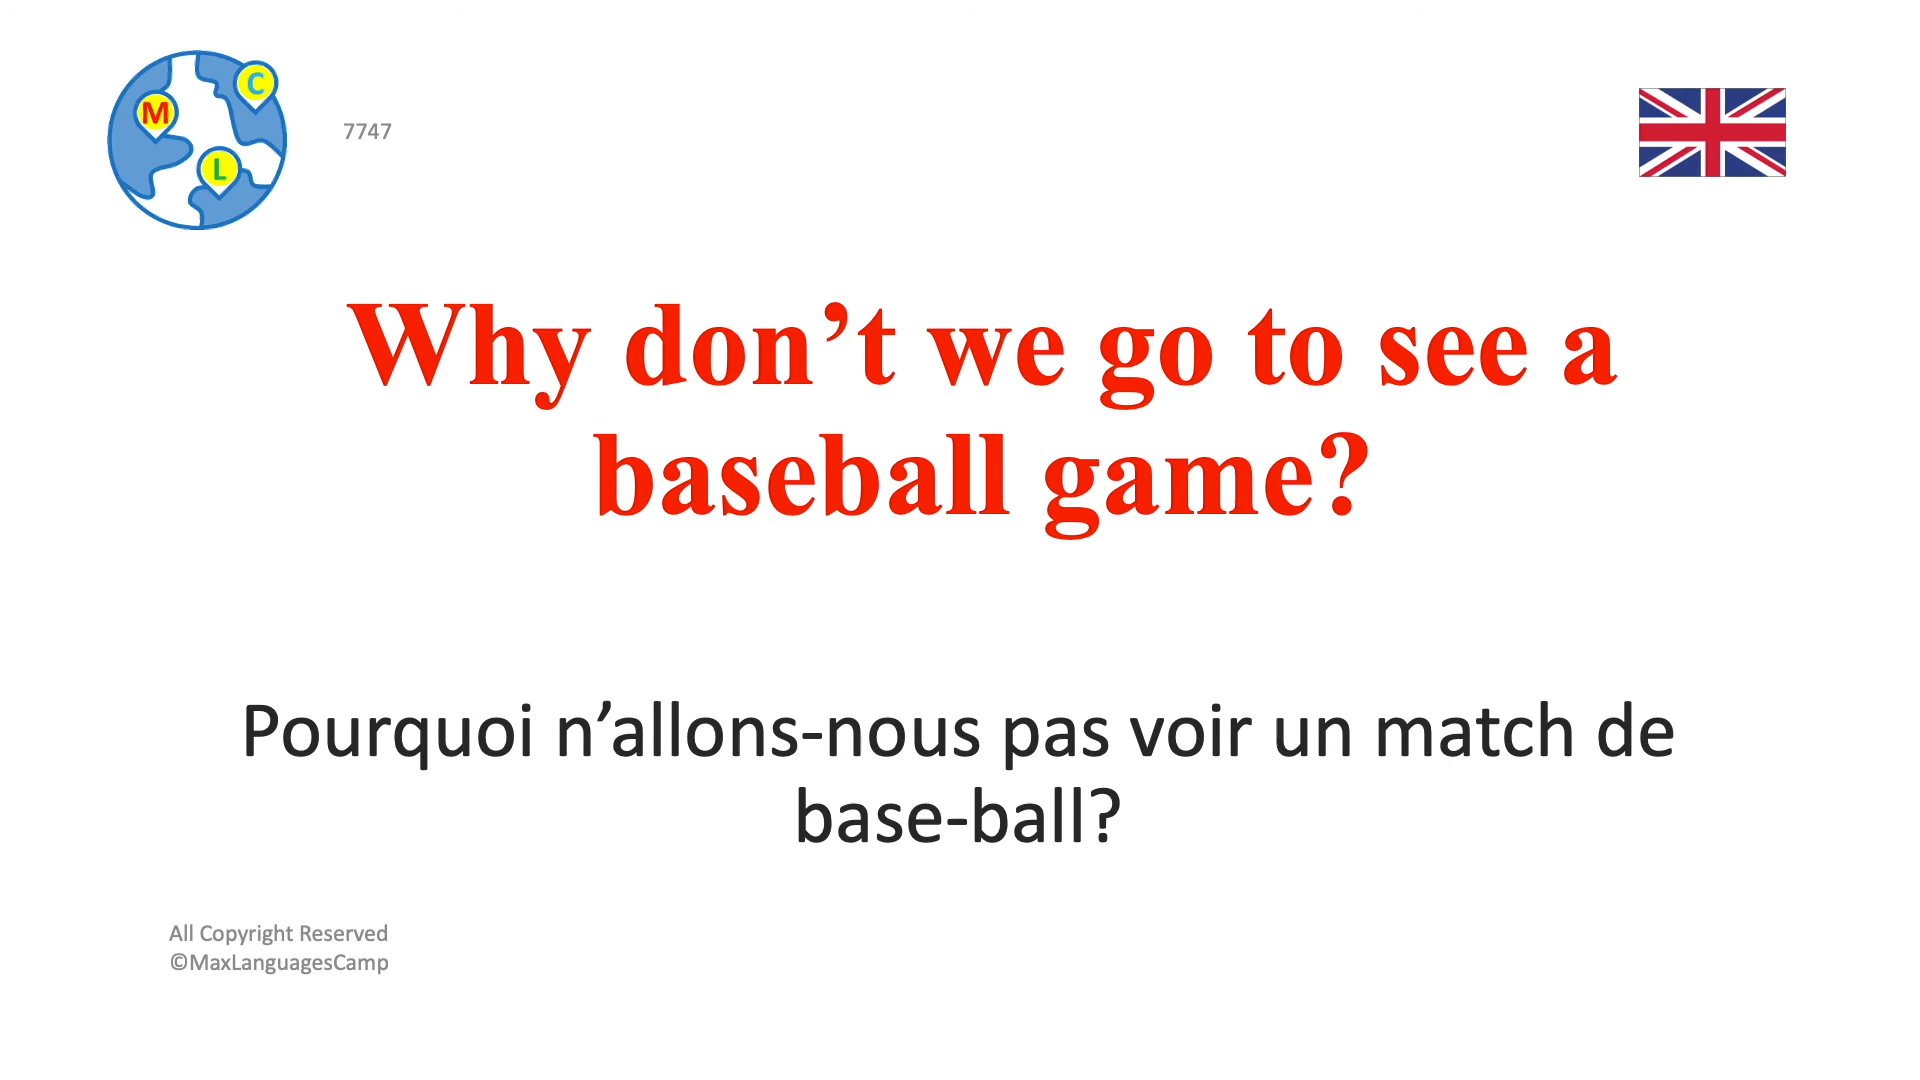 M
C
L
7747
Why don’t we go to see a
baseball game?
Pourquoi n’allons-nous pas voir un match de
base-ball?
All Copyright Reserved
©MaxLanguagesCamp